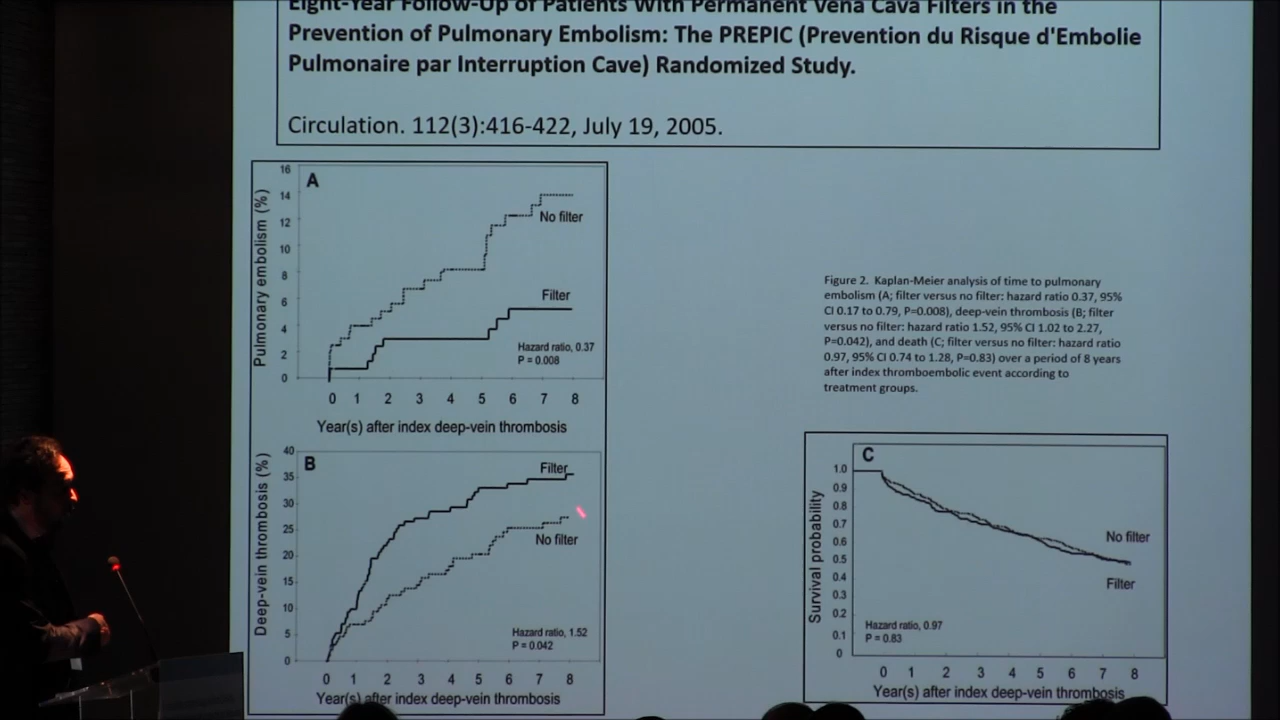 Eight-Year Follow-Up of Patients With Permanent Vena Cava Filters in the
Prevention of Pulmonary Embolism: The PREPIC (Prevention du Risque d'Embolie
Pulmonaire par Interruption Cave) Randomized Study.
Circulation. 112(3):416-422, July 19, 2005.
A
Pulmonary embolism (%)
16
14
12
10
8
6
4
2
0
No filter
Filter
Hazard ratio, 0.37
P = 0.008
0 1 2 3 4 5 6 7 8
Year(s) after index deep-vein thrombosis
B
Deep-vein thrombosis (%)
40
35
30
25
20
15
10
5
0
Filter
No filter
Hazard ratio, 1.52
P = 0.042
0 1 2 3 4 5 6 7 8
Year(s) after index deep-vein thrombosis
Figure 2. Kaplan-Meier analysis of time to pulmonary
embolism (A; filter versus no filter: hazard ratio 0.37, 95%
CI 0.17 to 0.79, P=0.008), deep-vein thrombosis (B; filter
versus no filter: hazard ratio 1.52, 95% CI 1.02 to 2.27,
P=0.042), and death (C; filter versus no filter: hazard ratio
0.97, 95% CI 0.74 to 1.28, P=0.83) over a period of 8 years
after index thromboembolic event according to
treatment groups.
C
Survival probability
1.0
0.9
0.8
0.7
0.6
0.5
0.4
0.3
0.2
0.1
0
No filter
Filter
Hazard ratio, 0.97
P = 0.83
0 1 2 3 4 5 6 7 8
Year(s) after index deep-vein thrombosis